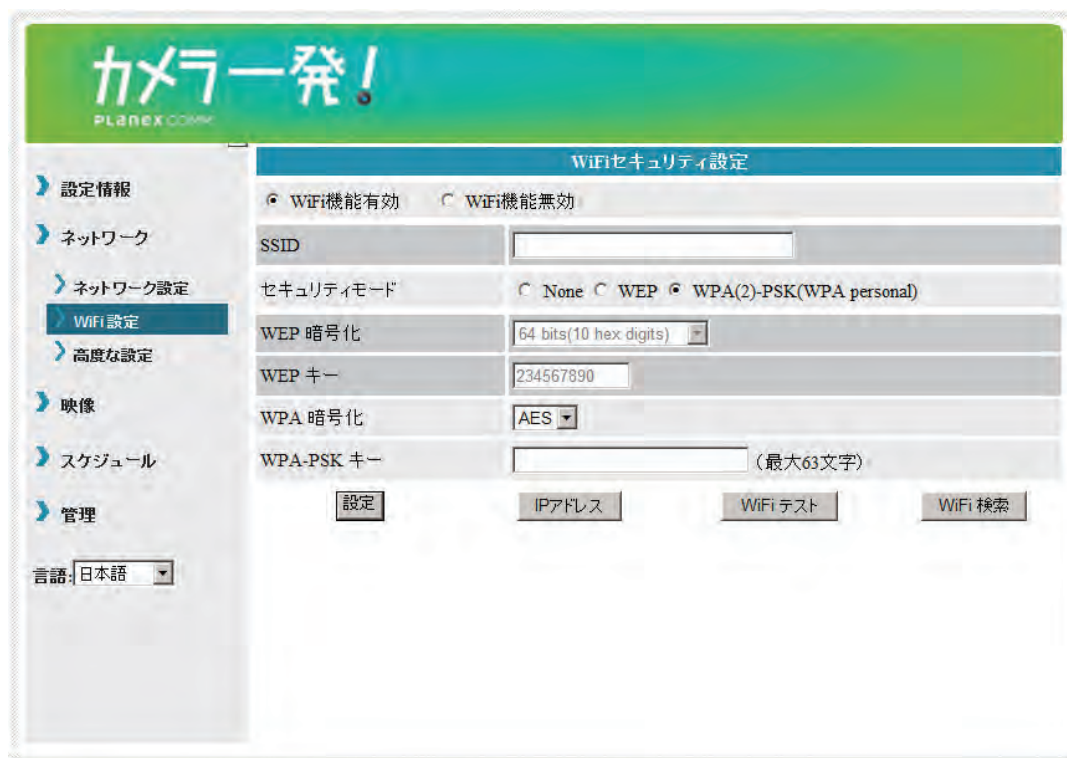 カメラ一発!
PLANEX COMM
設定情報
ネットワーク
ネットワーク設定
WiFi 設定
高度な設定
映像
スケジュール
管理
言語: 日本語
WiFiセキュリティ設定
WiFi機能有効 WiFi機能無効
SSID
セキュリティモード None WEP WPA(2)-PSK(WPA personal)
WEP 暗号化 64 bits(10 hex digits)
WEP キー 234567890
WPA 暗号化 AES
WPA-PSK キー (最大63文字)
設定 IPアドレス WiFi テスト WiFi 検索